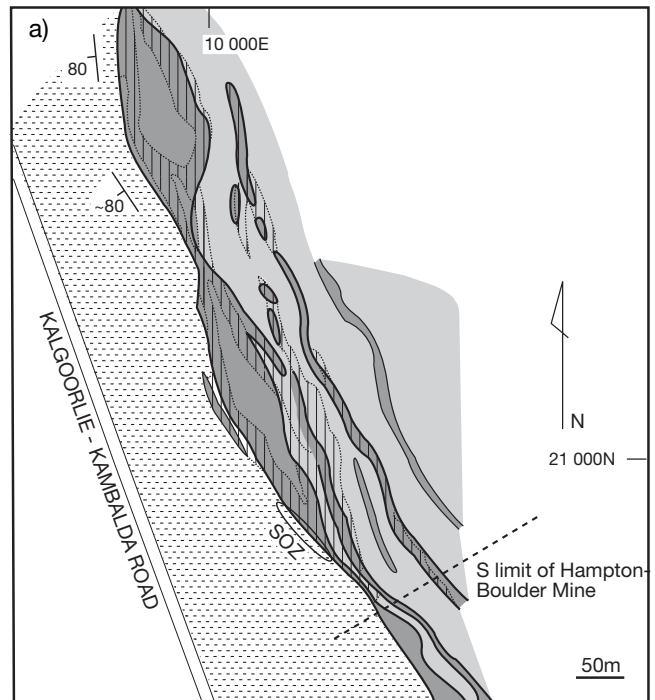 a)
10 000E
80
~80
KALGOORLIE - KAMBALDA ROAD
N
21 000N
SOZ
S limit of Hampton-
Boulder Mine
50m